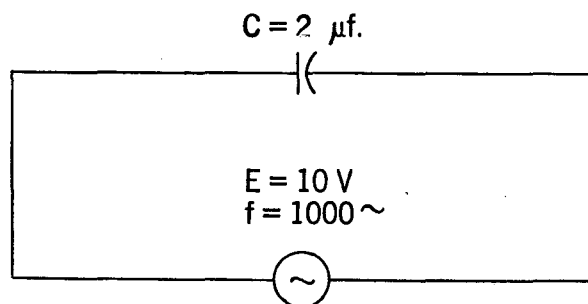 C = 2 μf.
E = 10 V
f = 1000 ~
~